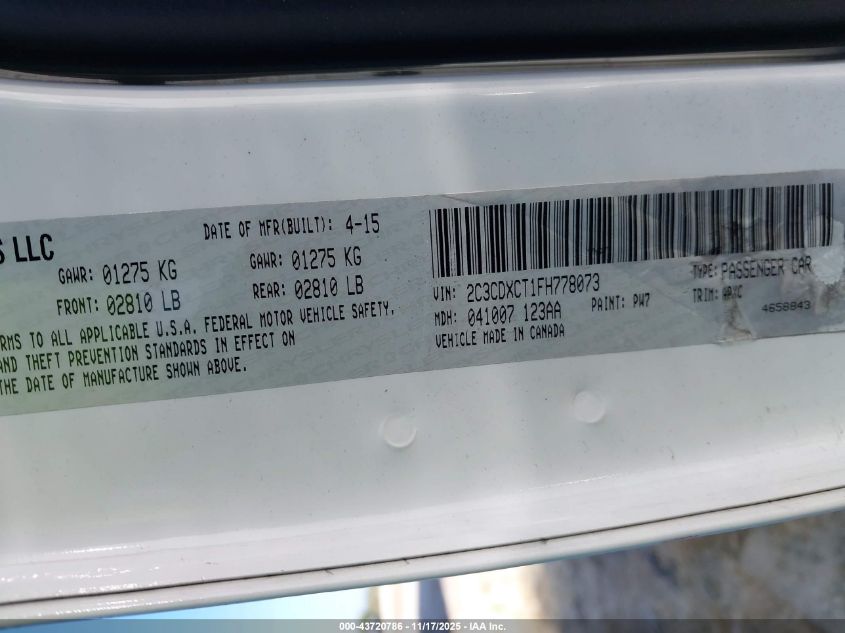 S LLC
DATE OF MFR(BUILT): 4-15
GAWR: 01275 KG GAWR: 01275 KG
FRONT: 02810 LB REAR: 02810 LB
RMS TO ALL APPLICABLE U.S.A. FEDERAL MOTOR VEHICLE SAFETY,
AND THEFT PREVENTION STANDARDS IN EFFECT ON
THE DATE OF MANUFACTURE SHOWN ABOVE.
VIN: 2C3CDXCT1FH778073 TYPE: PASSENGER CAR
MDH: 041007 123AA PAINT: PW7 TRIM:
VEHICLE MADE IN CANADA 4658843
000-43720786 - 11/17/2025 - IAA Inc.